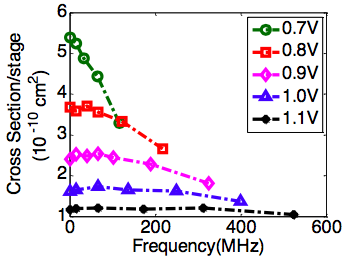 6
5
4
3
2
1
0 200 400 600
Cross Section/stage
(10⁻¹⁰ cm²)
Frequency(MHz)
0.7V
0.8V
0.9V
1.0V
1.1V